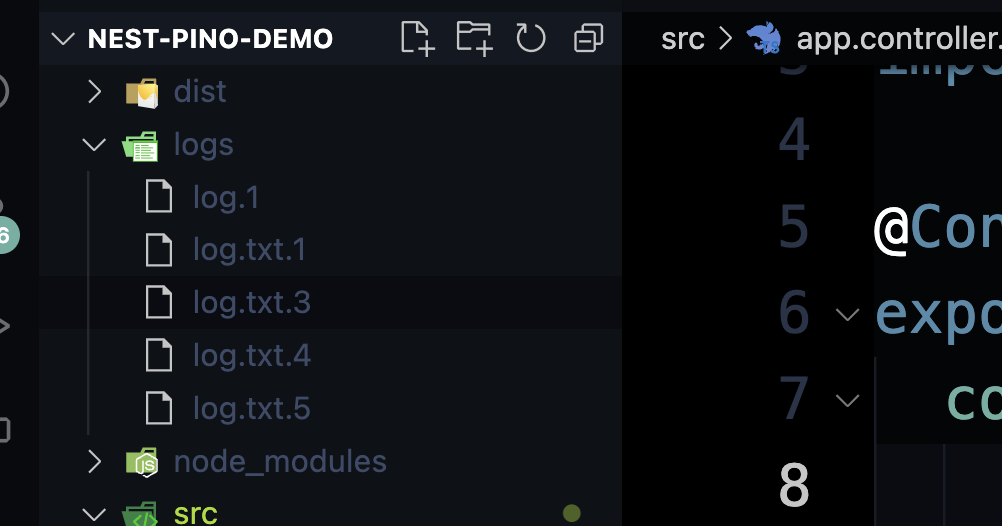 NEST-PINO-DEMO
dist
logs
log.1
log.txt.1
log.txt.3
log.txt.4
log.txt.5
node_modules
src
6
src > app.controller.
3 impo
4
5 @Con
6 expo
7 co
8